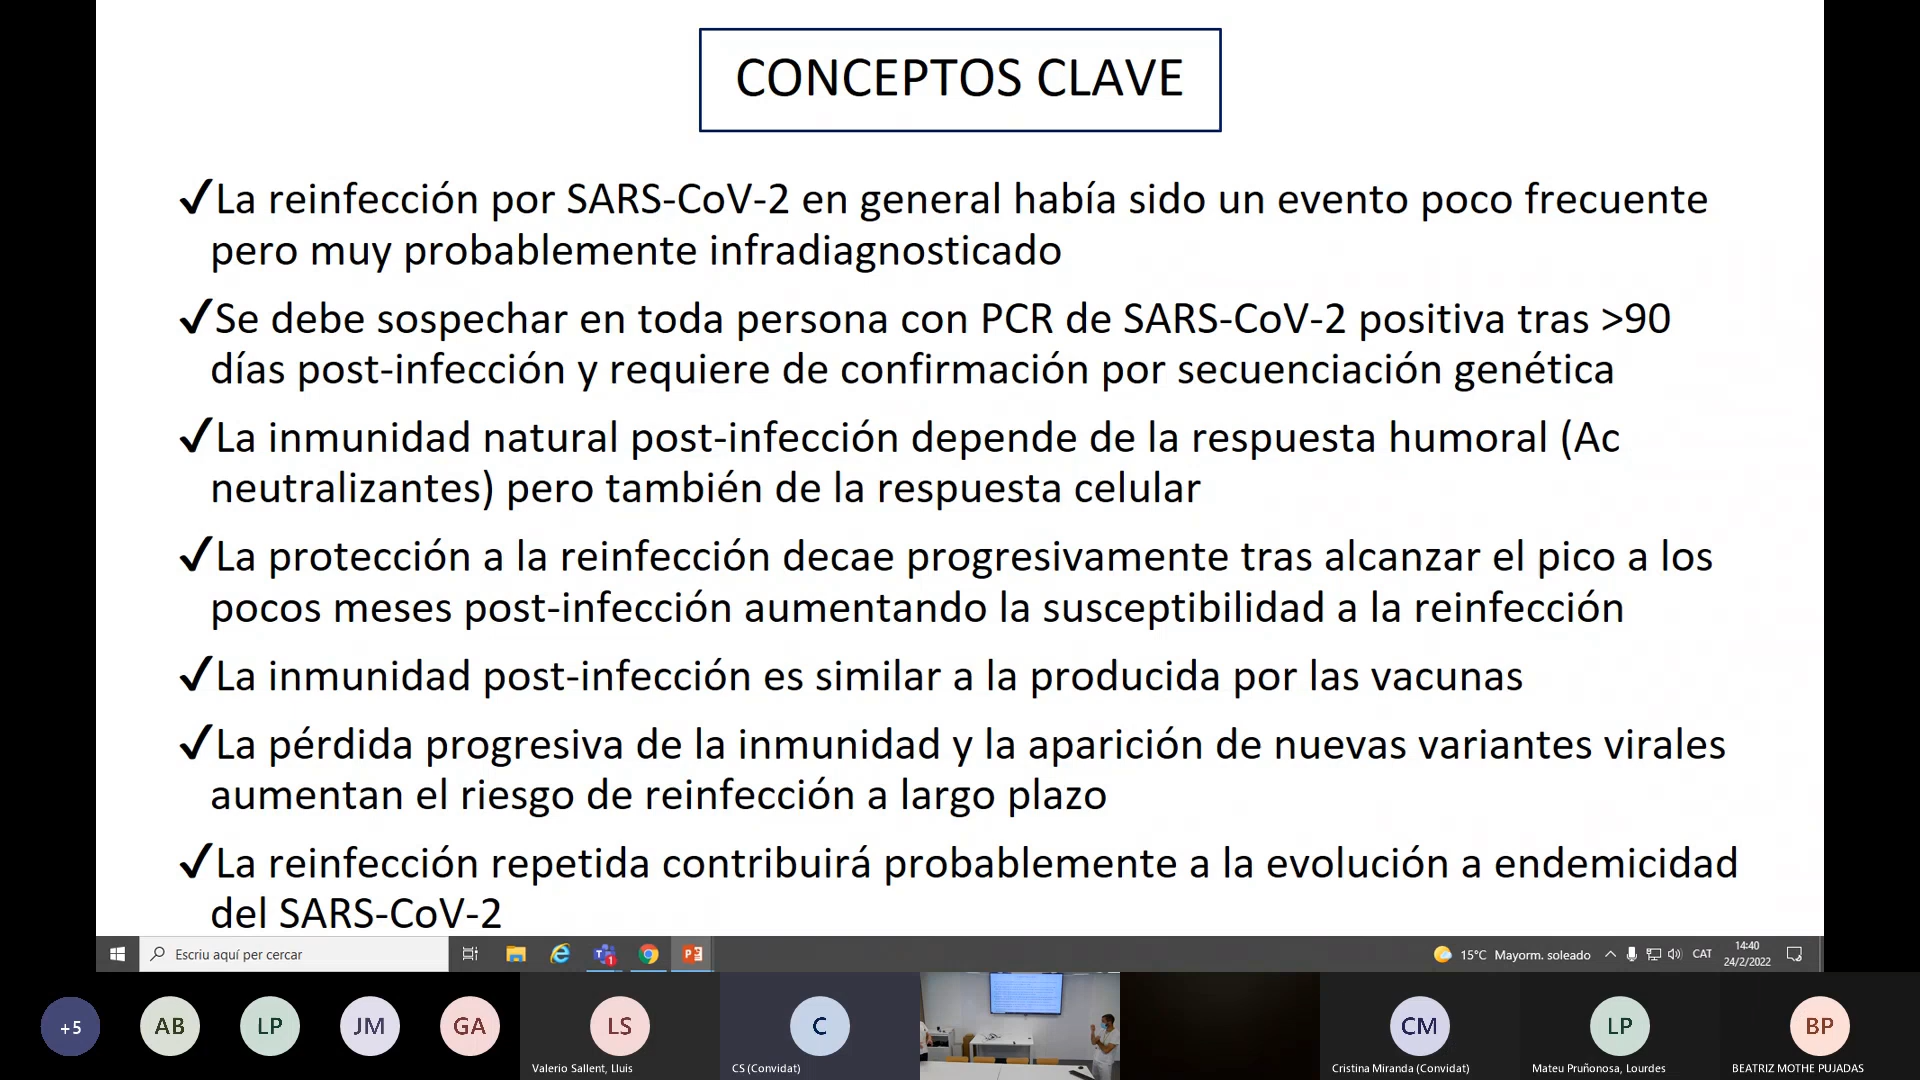 CONCEPTOS CLAVE
✓La reinfección por SARS-CoV-2 en general había sido un evento poco frecuente
pero muy probablemente infradiagnosticado
✓Se debe sospechar en toda persona con PCR de SARS-CoV-2 positiva tras >90
días post-infección y requiere de confirmación por secuenciación genética
✓La inmunidad natural post-infección depende de la respuesta humoral (Ac
neutralizantes) pero también de la respuesta celular
✓La protección a la reinfección decae progresivamente tras alcanzar el pico a los
pocos meses post-infección aumentando la susceptibilidad a la reinfección
✓La inmunidad post-infección es similar a la producida por las vacunas
✓La pérdida progresiva de la inmunidad y la aparición de nuevas variantes virales
aumentan el riesgo de reinfección a largo plazo
✓La reinfección repetida contribuirá probablemente a la evolución a endemicidad
del SARS-CoV-2
Escriu aquí per cercar
15°C Mayorm. soleado
CAT
14:40
24/2/2022
+5
AB
LP
JM
GA
LS
Valerio Sallent, Lluis
C
CS (Convidat)
CM
Cristina Miranda (Convidat)
LP
Mateu Pruñonosa, Lourdes
BP
BEATRIZ MOTHE PUJADAS